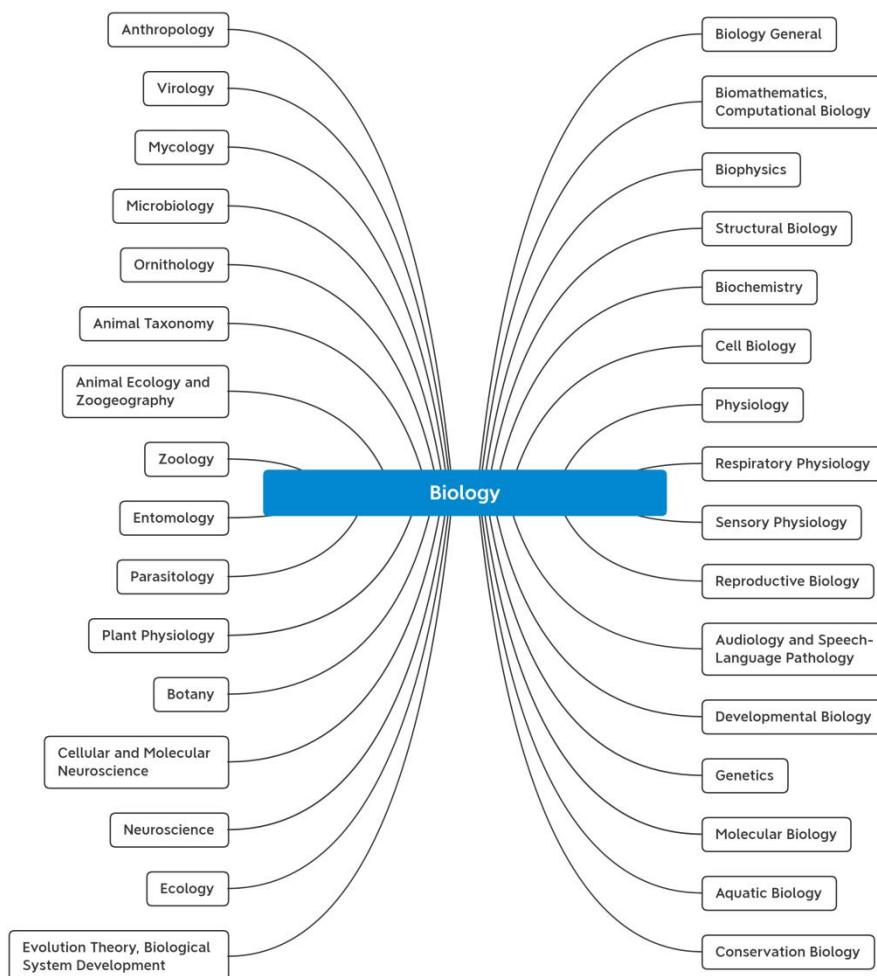 Anthropology
Virology
Mycology
Microbiology
Ornithology
Animal Taxonomy
Animal Ecology and
Zoogeography
Zoology
Entomology
Parasitology
Plant Physiology
Botany
Cellular and Molecular
Neuroscience
Neuroscience
Ecology
Evolution Theory, Biological
System Development
Biology
Biology General
Biomathematics,
Computational Biology
Biophysics
Structural Biology
Biochemistry
Cell Biology
Physiology
Respiratory Physiology
Sensory Physiology
Reproductive Biology
Audiology and Speech-
Language Pathology
Developmental Biology
Genetics
Molecular Biology
Aquatic Biology
Conservation Biology